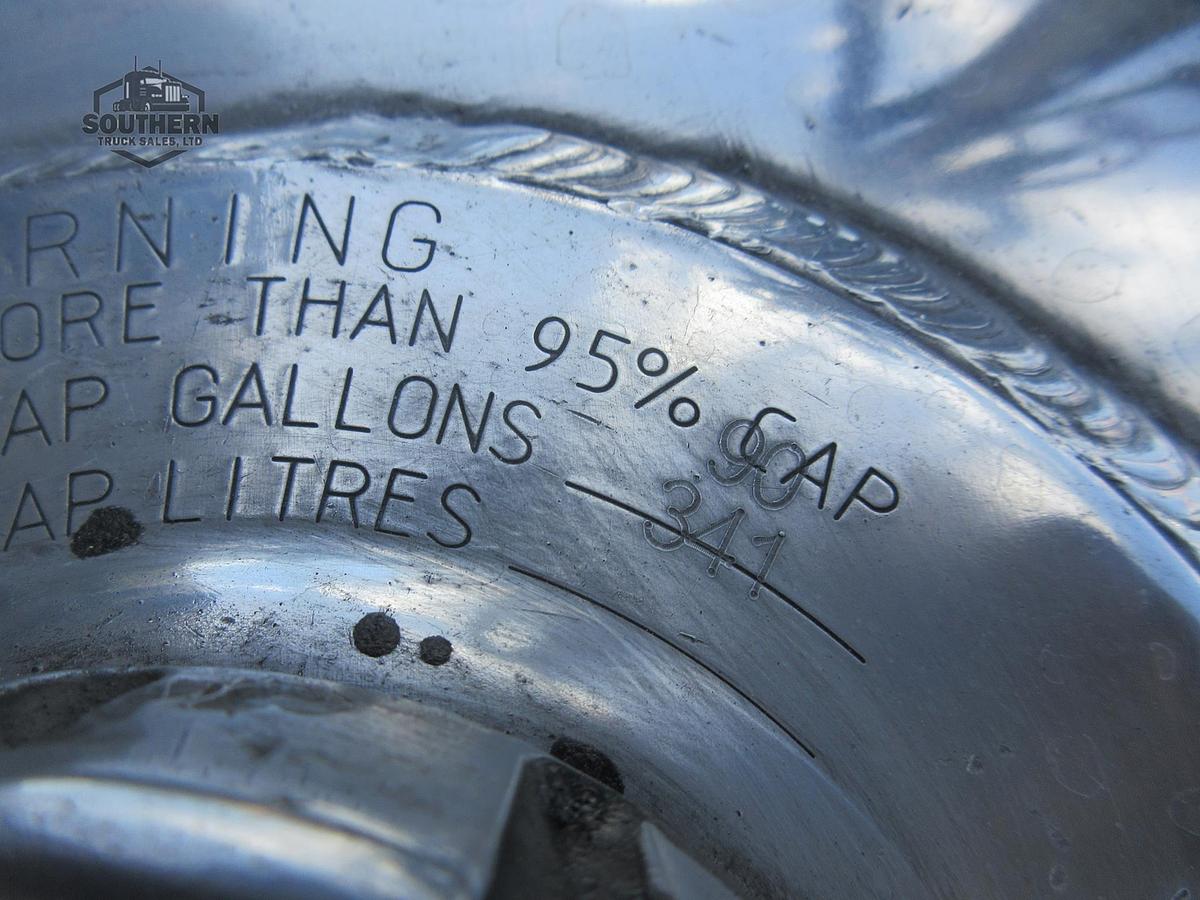 SOUTHERN
TRUCK SALES, LTD
RNING
ORE THAN 95% CAP
AP GALLONS 90
AP LITRES 341